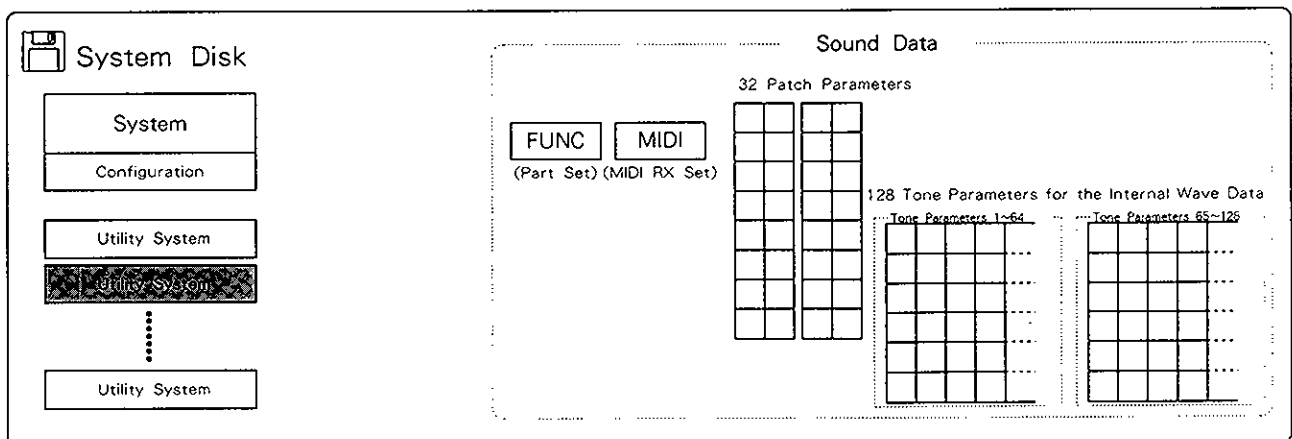 System Disk
System
Configuration
Utility System
Utility System
Utility System
Sound Data
32 Patch Parameters
FUNC
MIDI
(Part Set) (MIDI RX Set)
128 Tone Parameters for the Internal Wave Data
Tone Parameters 1~64
Tone Parameters 65~128